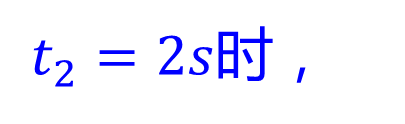 t₂ = 2s时，